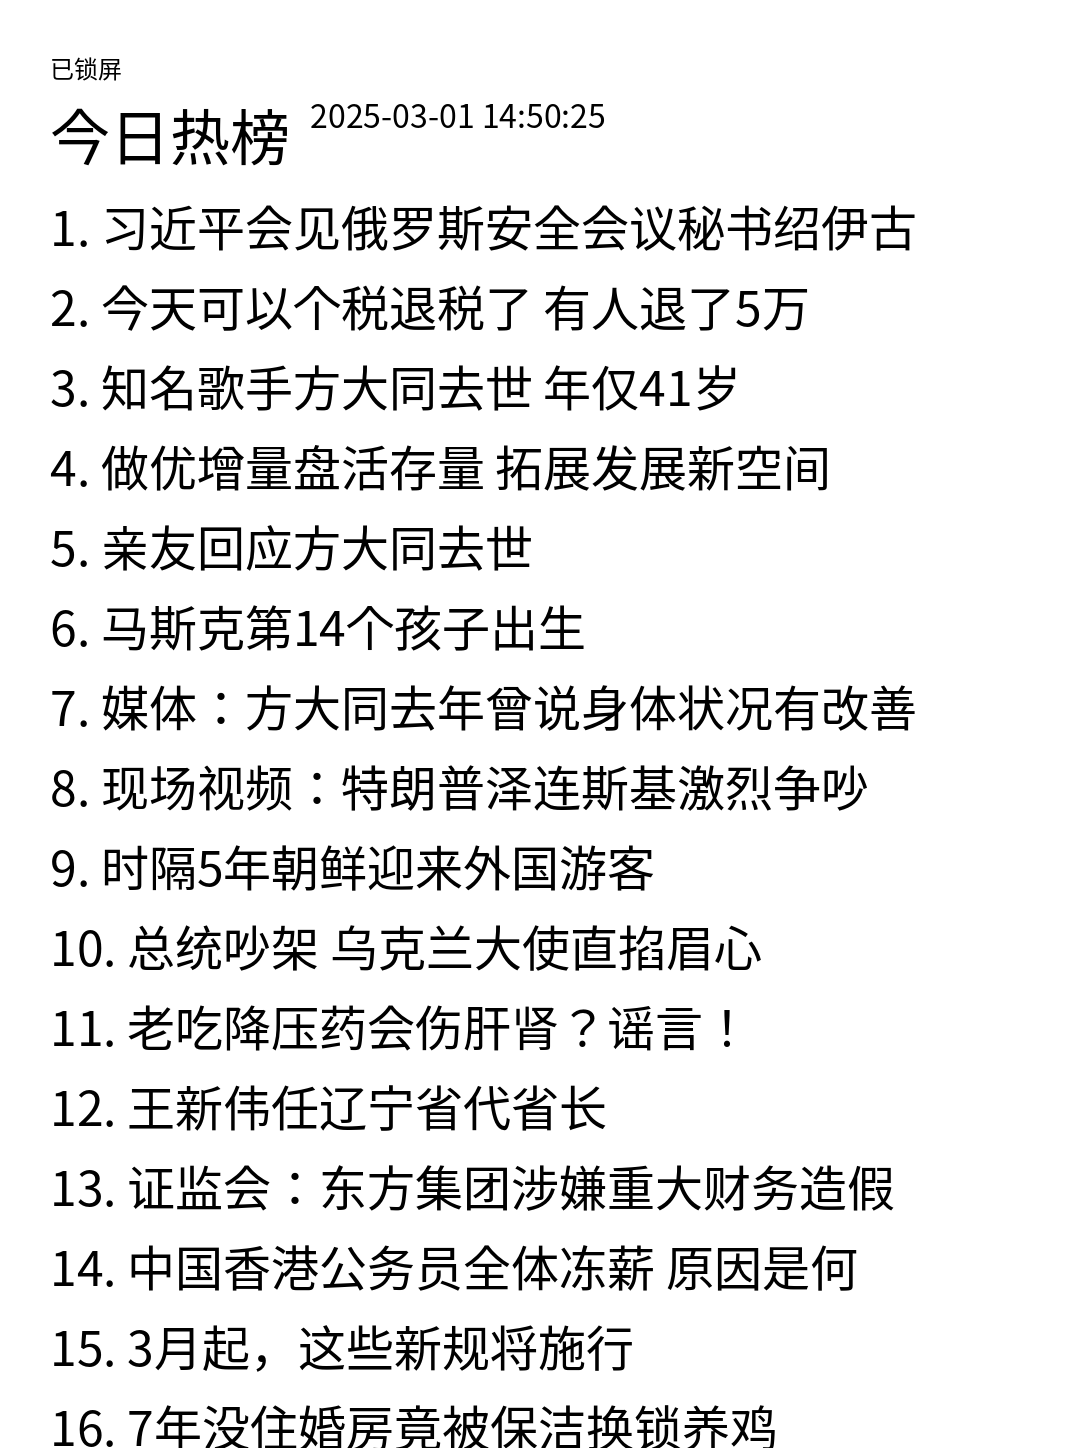 已锁屏
今日热榜 2025-03-01 14:50:25
1. 习近平会见俄罗斯安全会议秘书绍伊古
2. 今天可以个税退税了 有人退了5万
3. 知名歌手方大同去世 年仅41岁
4. 做优增量盘活存量 拓展发展新空间
5. 亲友回应方大同去世
6. 马斯克第14个孩子出生
7. 媒体：方大同去年曾说身体状况有改善
8. 现场视频：特朗普泽连斯基激烈争吵
9. 时隔5年朝鲜迎来外国游客
10. 总统吵架 乌克兰大使直掐眉心
11. 老吃降压药会伤肝肾？谣言！
12. 王新伟任辽宁省代省长
13. 证监会：东方集团涉嫌重大财务造假
14. 中国香港公务员全体冻薪 原因是何
15. 3月起，这些新规将施行
16. 7年没住婚房竟被保洁换锁养鸡